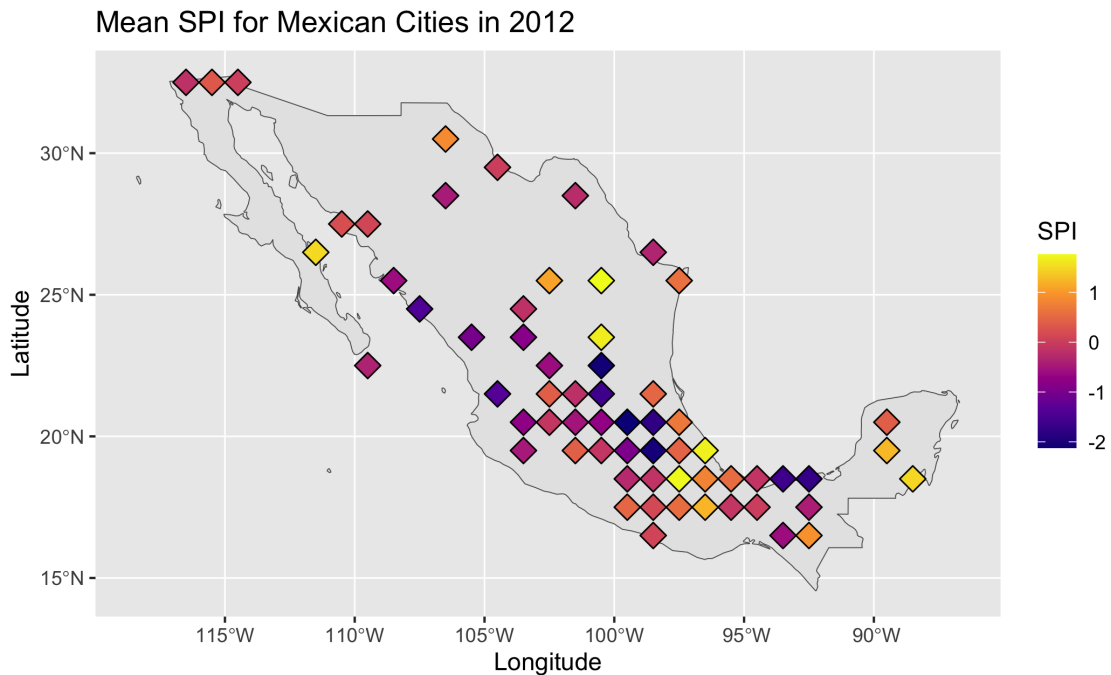 Mean SPI for Mexican Cities in 2012
30°N
25°N
20°N
15°N
Latitude
115°W
110°W
105°W
100°W
95°W
90°W
Longitude
SPI
1
0
-1
-2